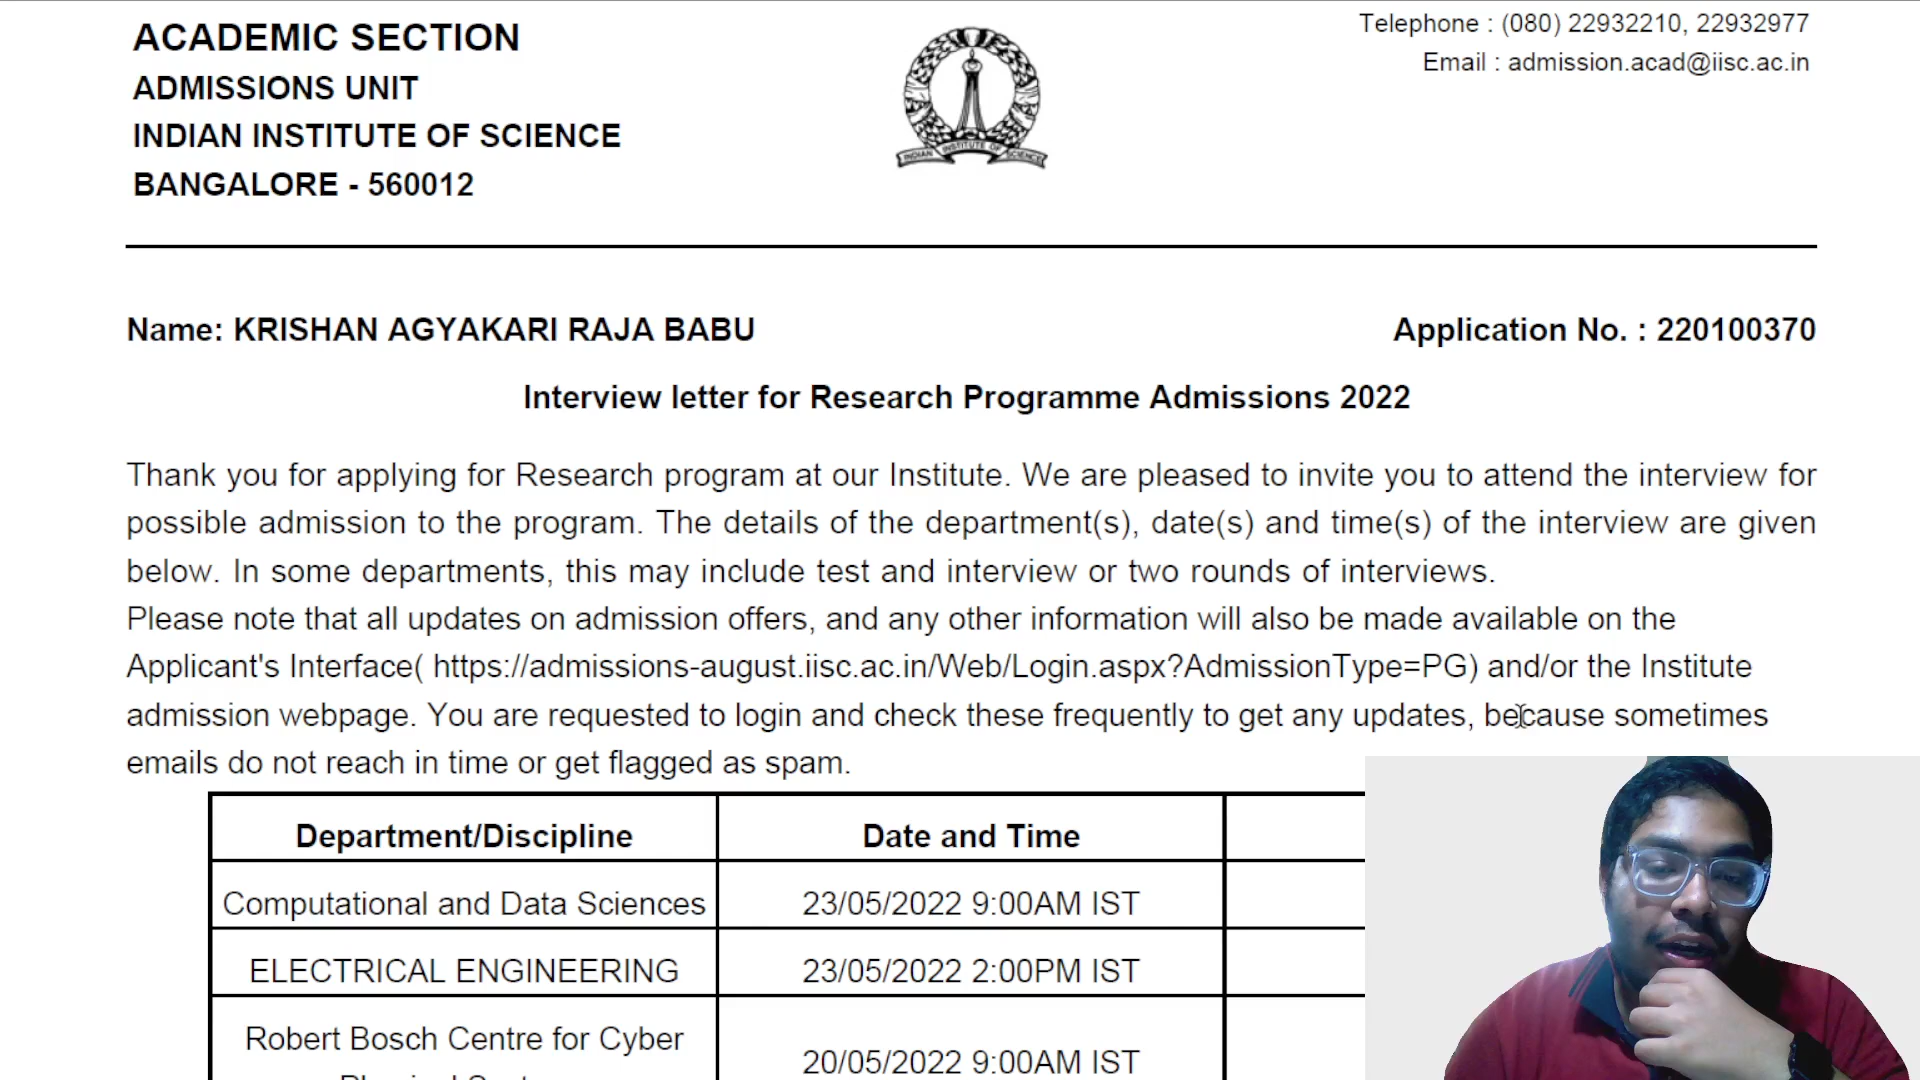 ACADEMIC SECTION
ADMISSIONS UNIT
INDIAN INSTITUTE OF SCIENCE
BANGALORE - 560012
INDIAN INSTITUTE OF SCIENCE
Telephone : (080) 22932210, 22932977
Email : admission.acad@iisc.ac.in
Name: KRISHAN AGYAKARI RAJA BABU
Application No. : 220100370
Interview letter for Research Programme Admissions 2022
Thank you for applying for Research program at our Institute. We are pleased to invite you to attend the interview for
possible admission to the program. The details of the department(s), date(s) and time(s) of the interview are given
below. In some departments, this may include test and interview or two rounds of interviews.
Please note that all updates on admission offers, and any other information will also be made available on the
Applicant's Interface( https://admissions-august.iisc.ac.in/Web/Login.aspx?AdmissionType=PG) and/or the Institute
admission webpage. You are requested to login and check these frequently to get any updates, because sometimes
emails do not reach in time or get flagged as spam.
Department/Discipline Date and Time
Computational and Data Sciences 23/05/2022 9:00AM IST
ELECTRICAL ENGINEERING 23/05/2022 2:00PM IST
Robert Bosch Centre for Cyber
20/05/2022 9:00AM IST